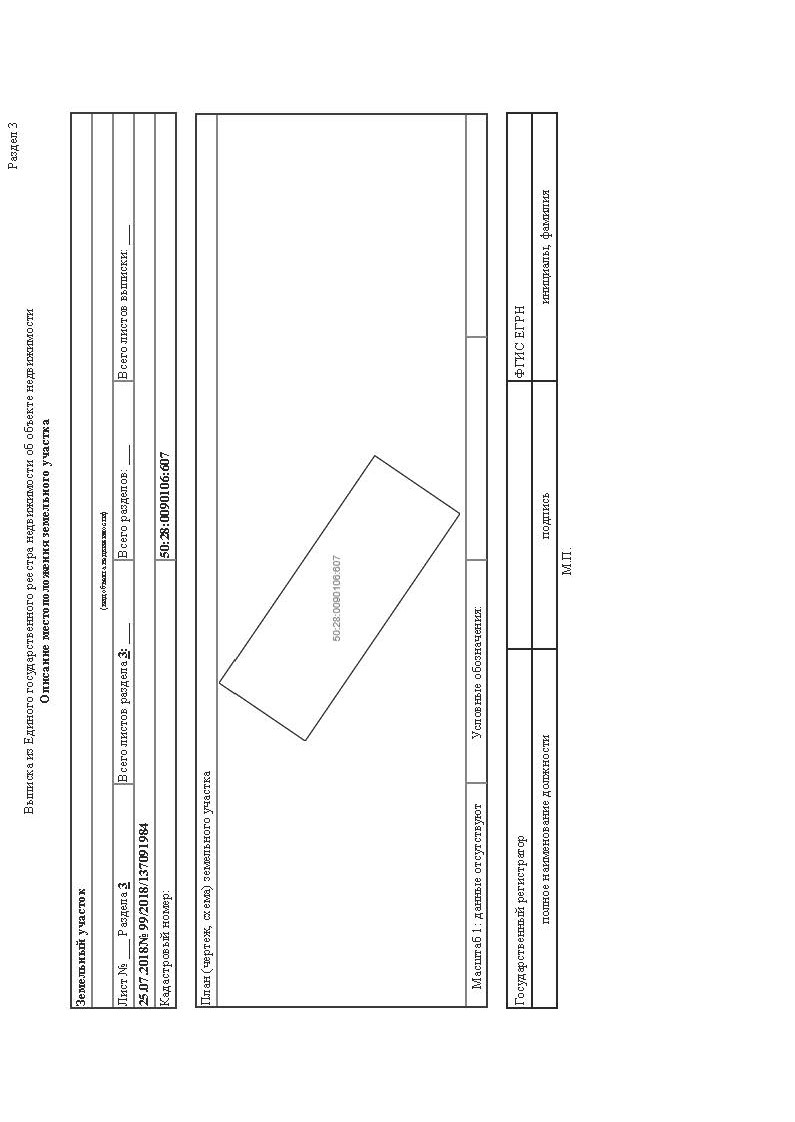 Раздел 3
Выписка из Единого государственного реестра недвижимости об объекте недвижимости
Описание местоположения земельного участка
Земельный участок
(вид объекта недвижимости)
Лист № ___ Раздела 3
Всего листов раздела 3: ___
Всего разделов: ___
Всего листов выписки: ___
25.07.2018№ 99/2018/137091984
Кадастровый номер:
50:28:0090106:607
План (чертеж, схема) земельного участка
50:28:0090106:607
Масштаб 1: данные отсутствуют
Условные обозначения:
Государственный регистратор
ФГИС ЕГРН
полное наименование должности
подпись
инициалы, фамилия
М.П.